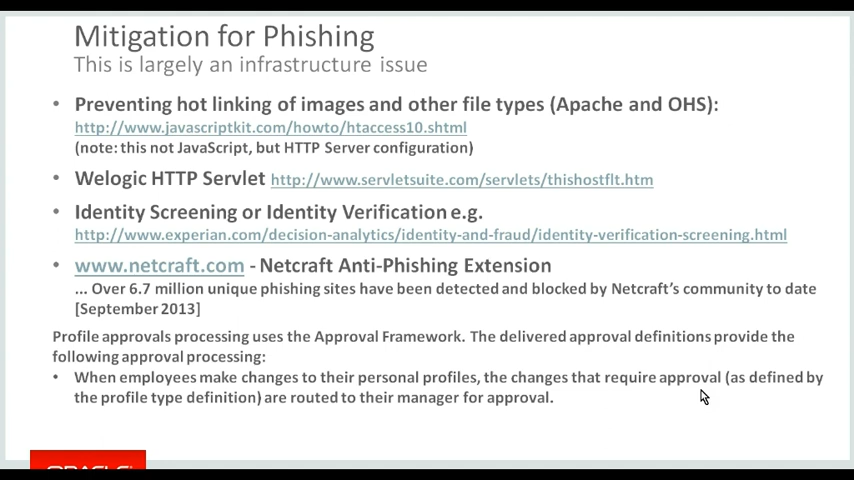 Mitigation for Phishing
This is largely an infrastructure issue
• Preventing hot linking of images and other file types (Apache and OHS):
http://www.javascriptkit.com/howto/htaccess10.shtml
(note: this not JavaScript, but HTTP Server configuration)
• Welogic HTTP Servlet http://www.servletsuite.com/servlets/thishostflt.htm
• Identity Screening or Identity Verification e.g.
http://www.experian.com/decision-analytics/identity-and-fraud/identity-verification-screening.html
• www.netcraft.com - Netcraft Anti-Phishing Extension
... Over 6.7 million unique phishing sites have been detected and blocked by Netcraft's community to date
[September 2013]
Profile approvals processing uses the Approval Framework. The delivered approval definitions provide the
following approval processing:
• When employees make changes to their personal profiles, the changes that require approval (as defined by
the profile type definition) are routed to their manager for approval.
ORACLE